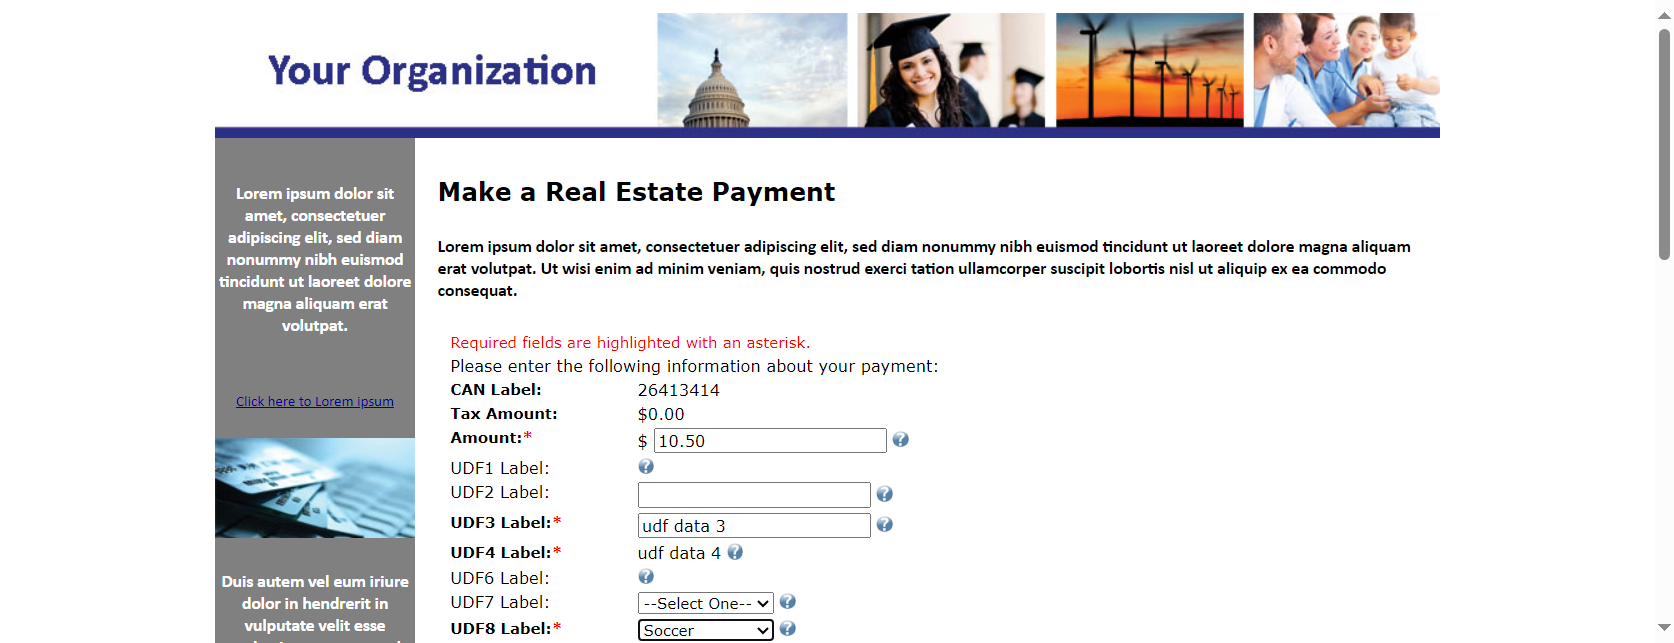 Your Organization
Lorem ipsum dolor sit
amet, consectetuer
adipiscing elit, sed diam
nonummy nibh euismod
tincidunt ut laoreet dolore
magna aliquam erat
volutpat.
Click here to Lorem ipsum
Duis autem vel eum iriure
dolor in hendrerit in
vulputate velit esse
Make a Real Estate Payment
Lorem ipsum dolor sit amet, consectetuer adipiscing elit, sed diam nonummy nibh euismod tincidunt ut laoreet dolore magna aliquam
erat volutpat. Ut wisi enim ad minim veniam, quis nostrud exerci tation ullamcorper suscipit lobortis nisl ut aliquip ex ea commodo
consequat.
Required fields are highlighted with an asterisk.
Please enter the following information about your payment:
CAN Label: 26413414
Tax Amount: $0.00
Amount:* $ 10.50 ?
UDF1 Label: ?
UDF2 Label: ?
UDF3 Label:* udf data 3 ?
UDF4 Label:* udf data 4 ?
UDF6 Label: ?
UDF7 Label: --Select One-- ?
UDF8 Label:* Soccer ?